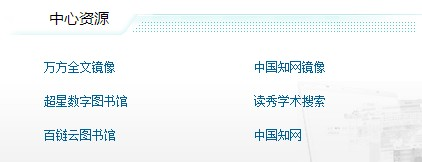 中心资源
万方全文镜像 中国知网镜像
超星数字图书馆 读秀学术搜索
百链云图书馆 中国知网